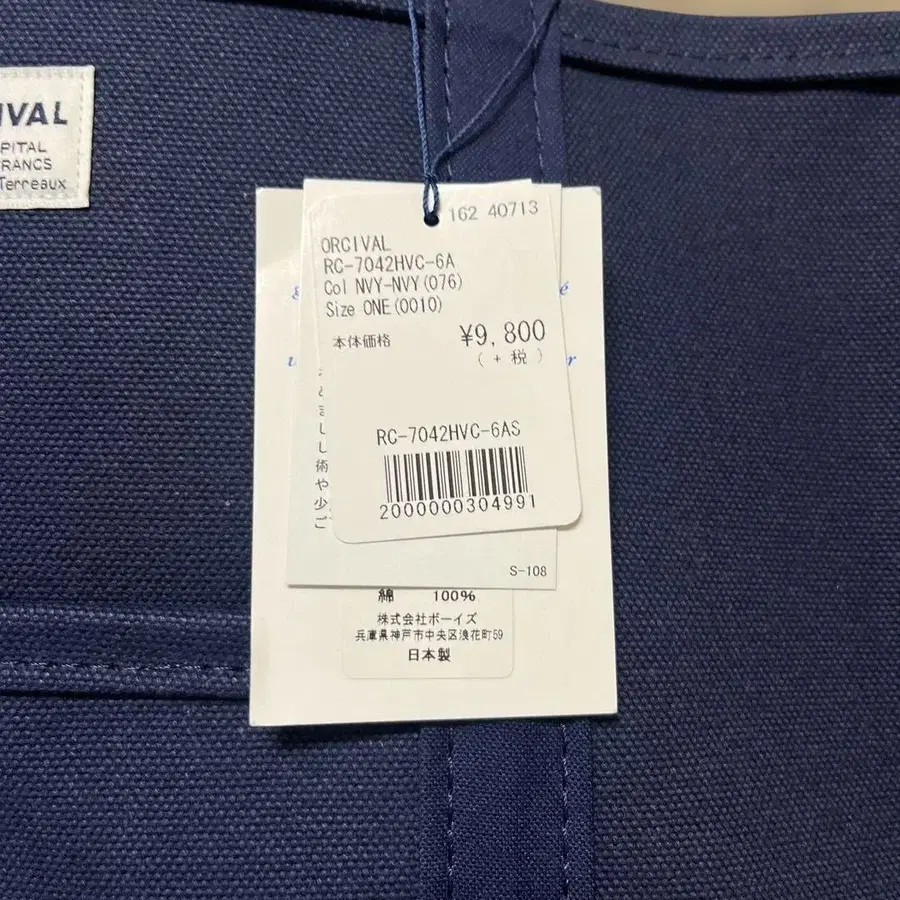 IVAL
PITAL
RANCS
Terreaux
162 40713
ORCIVAL
RC-7042HVC-6A
Col NVY-NVY(076)
Size ONE(0010)
本体価格 ¥9,800
( + 税 )
RC-7042HVC-6AS
2000000304991
S-108
綿 100%
株式会社ボーイズ
兵庫県神戸市中央区浪花町59
日本製